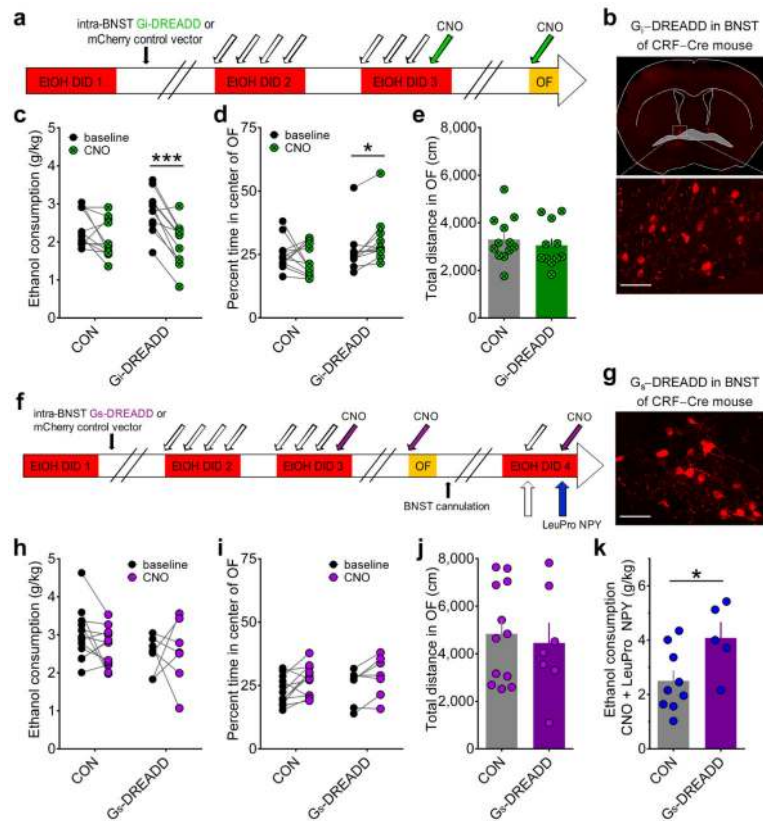 a
intra-BNST Gi-DREADD or
mCherry control vector
CNO
CNO
EtOH DID 1
EtOH DID 2
EtOH DID 3
OF
b
Gi–DREADD in BNST
of CRF–Cre mouse
c
baseline
CNO
***
Ethanol consumption (g/kg)
5
4
3
2
1
0
CON
Gi-DREADD
d
baseline
CNO
*
Percent time in center of OF
75
50
25
0
CON
Gi-DREADD
e
Total distance in OF (cm)
8,000
6,000
4,000
2,000
0
CON
Gi-DREADD
f
intra-BNST Gs-DREADD or
mCherry control vector
CNO
CNO
CNO
EtOH DID 1
EtOH DID 2
EtOH DID 3
OF
EtOH DID 4
BNST cannulation
LeuPro NPY
g
Gs–DREADD in BNST
of CRF–Cre mouse
h
baseline
CNO
Ethanol consumption (g/kg)
5
4
3
2
1
0
CON
Gs-DREADD
i
baseline
CNO
Percent time in center of OF
75
50
25
0
CON
Gs-DREADD
j
Total distance in OF (cm)
8,000
6,000
4,000
2,000
0
CON
Gs-DREADD
k
*
Ethanol consumption
CNO + LeuPro NPY (g/kg)
8
6
4
2
0
CON
Gs-DREADD